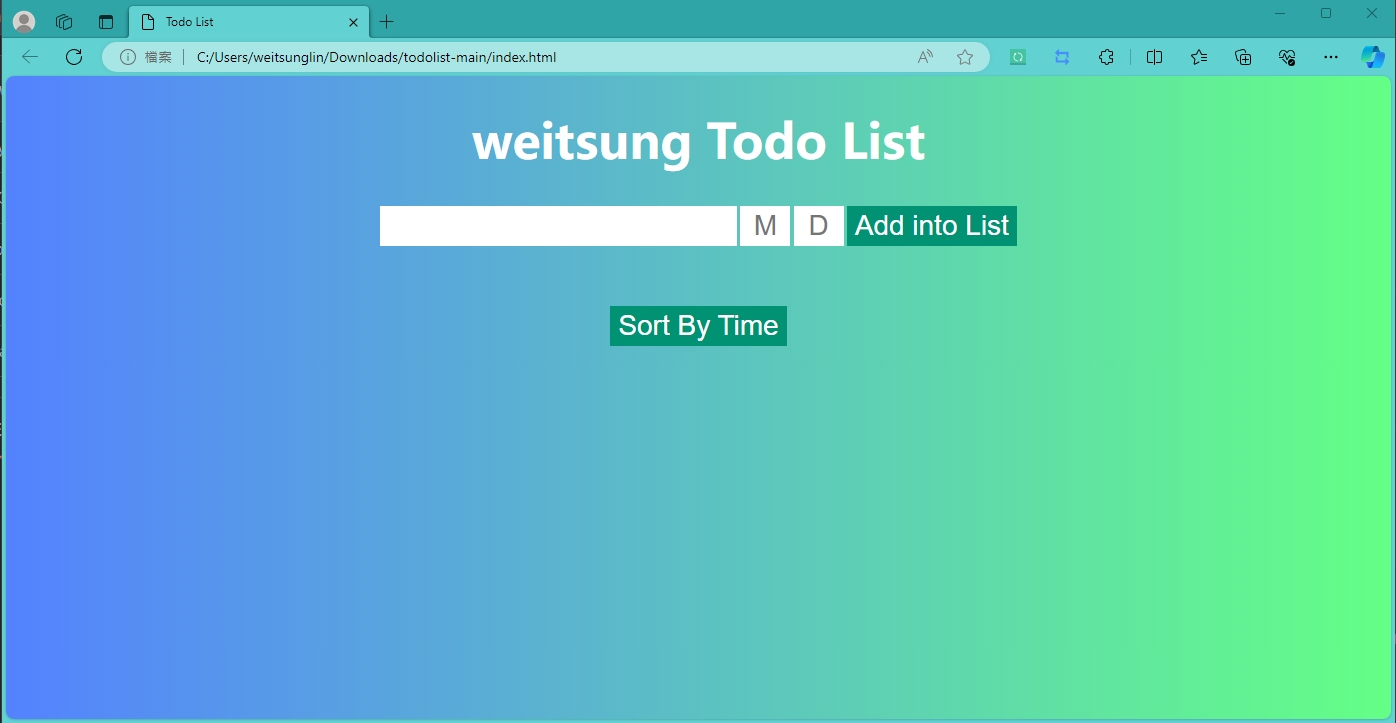 Todo List
檔案 C:/Users/weitsunglin/Downloads/todolist-main/index.html
weitsung Todo List
M D Add into List
Sort By Time